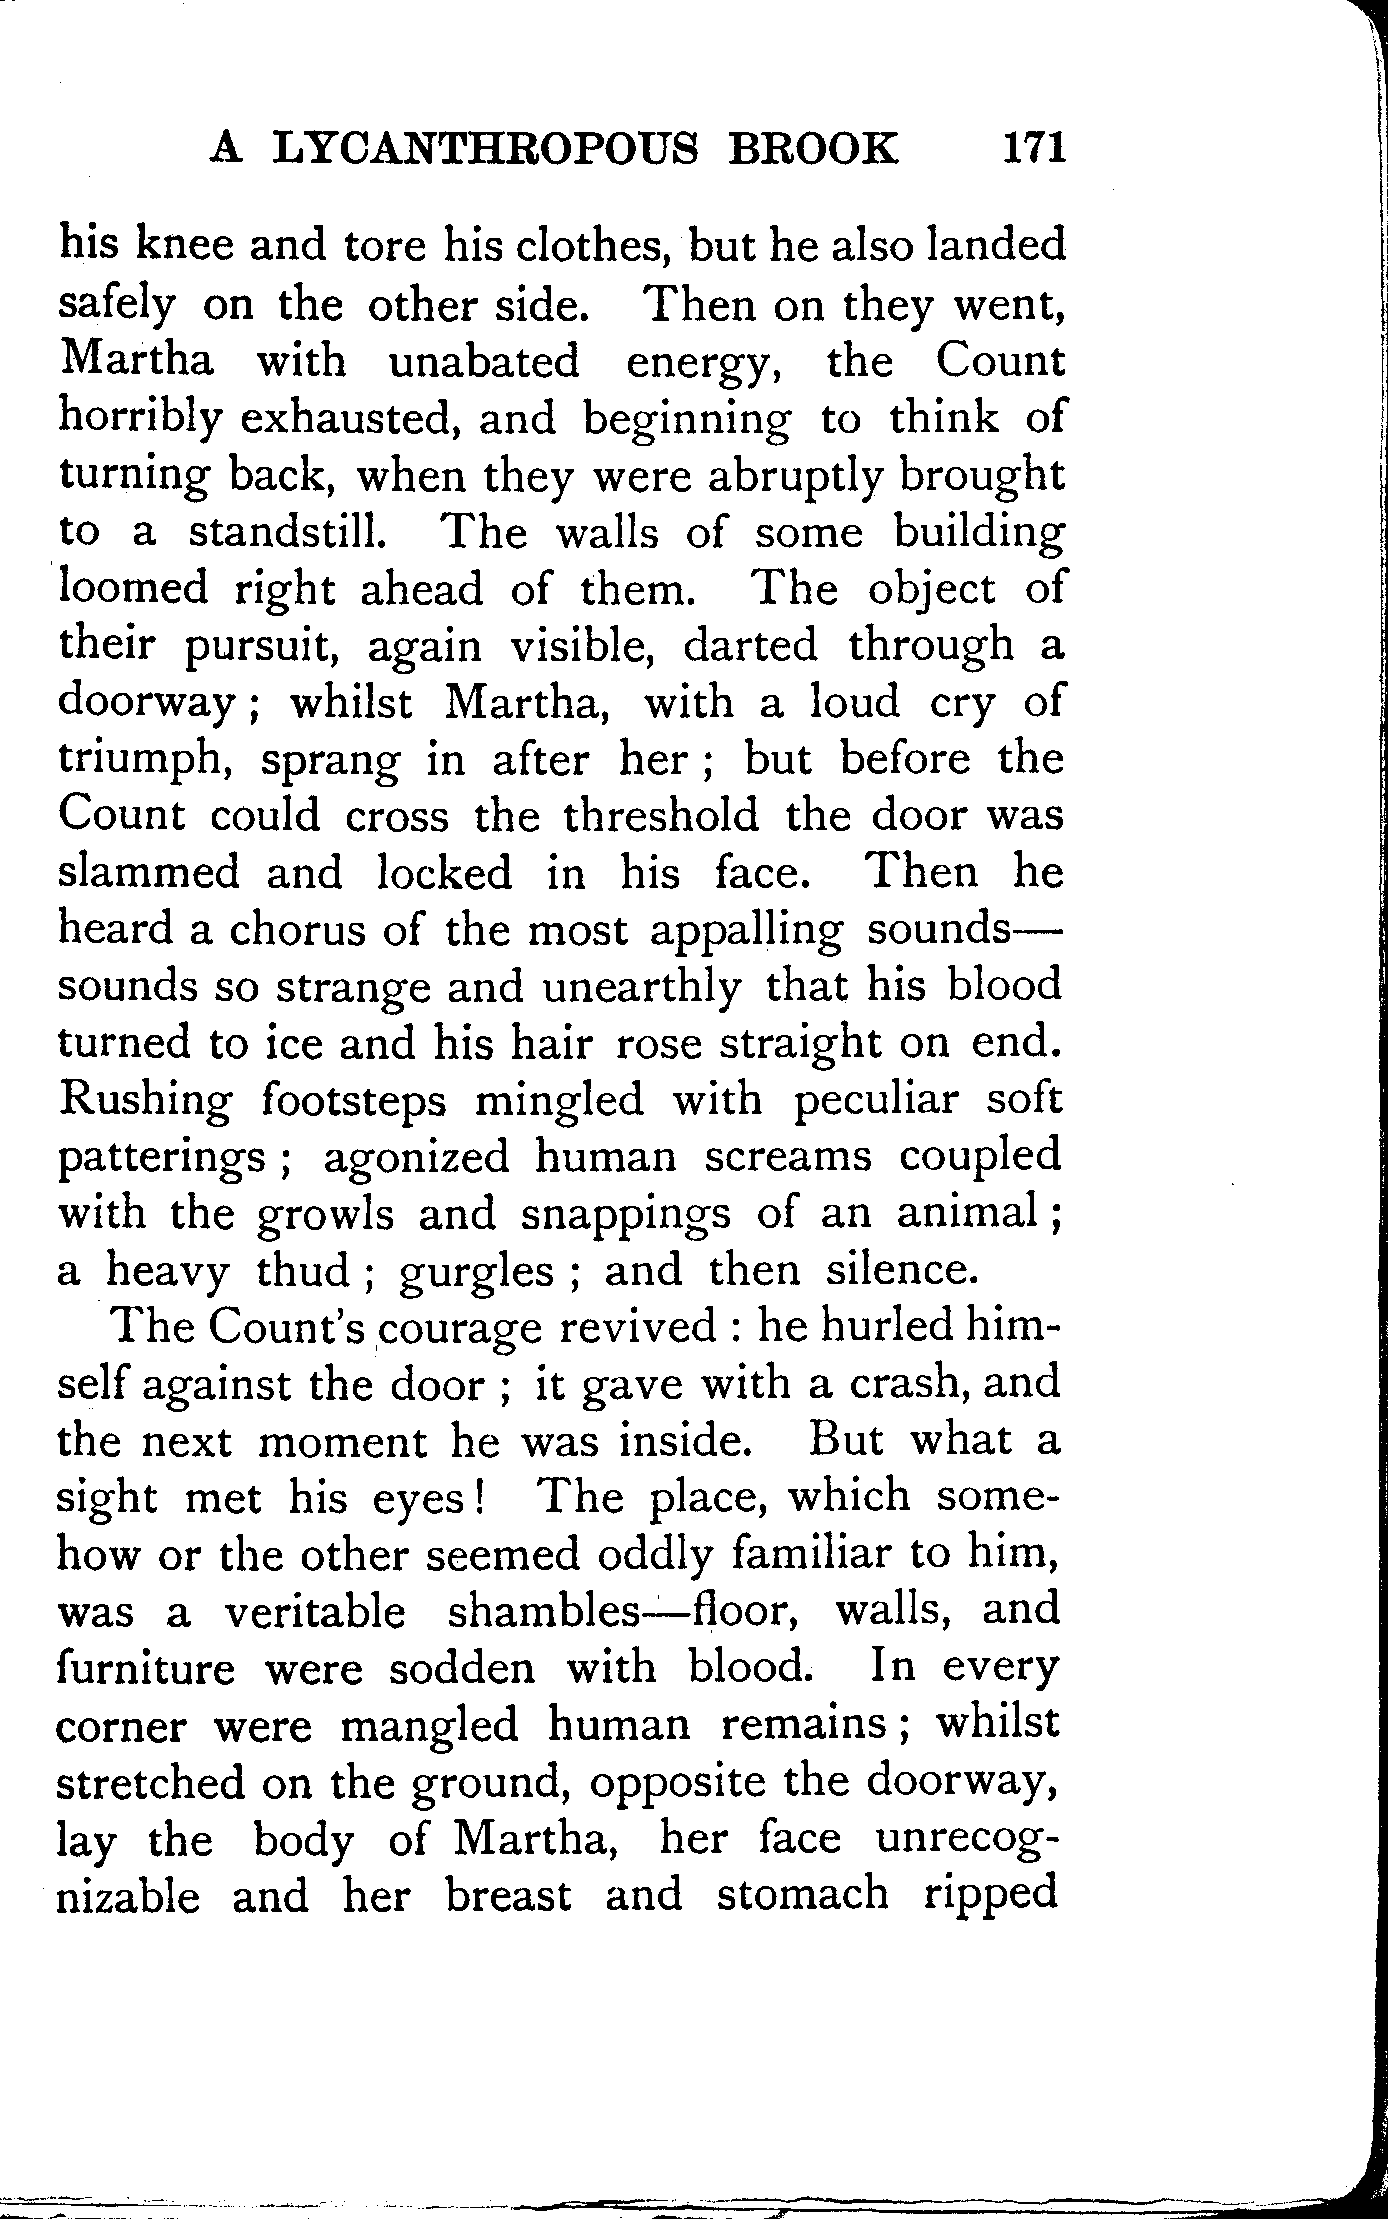 A LYCANTHROPOUS BROOK 171
his knee and tore his clothes, but he also landed
safely on the other side. Then on they went,
Martha with unabated energy, the Count
horribly exhausted, and beginning to think of
turning back, when they were abruptly brought
to a standstill. The walls of some building
loomed right ahead of them. The object of
their pursuit, again visible, darted through a
doorway ; whilst Martha, with a loud cry of
triumph, sprang in after her ; but before the
Count could cross the threshold the door was
slammed and locked in his face. Then he
heard a chorus of the most appalling sounds—
sounds so strange and unearthly that his blood
turned to ice and his hair rose straight on end.
Rushing footsteps mingled with peculiar soft
patterings ; agonized human screams coupled
with the growls and snappings of an animal ;
a heavy thud ; gurgles ; and then silence.
The Count's courage revived : he hurled him-
self against the door ; it gave with a crash, and
the next moment he was inside. But what a
sight met his eyes ! The place, which some-
how or the other seemed oddly familiar to him,
was a veritable shambles—floor, walls, and
furniture were sodden with blood. In every
corner were mangled human remains ; whilst
stretched on the ground, opposite the doorway,
lay the body of Martha, her face unrecog-
nizable and her breast and stomach ripped